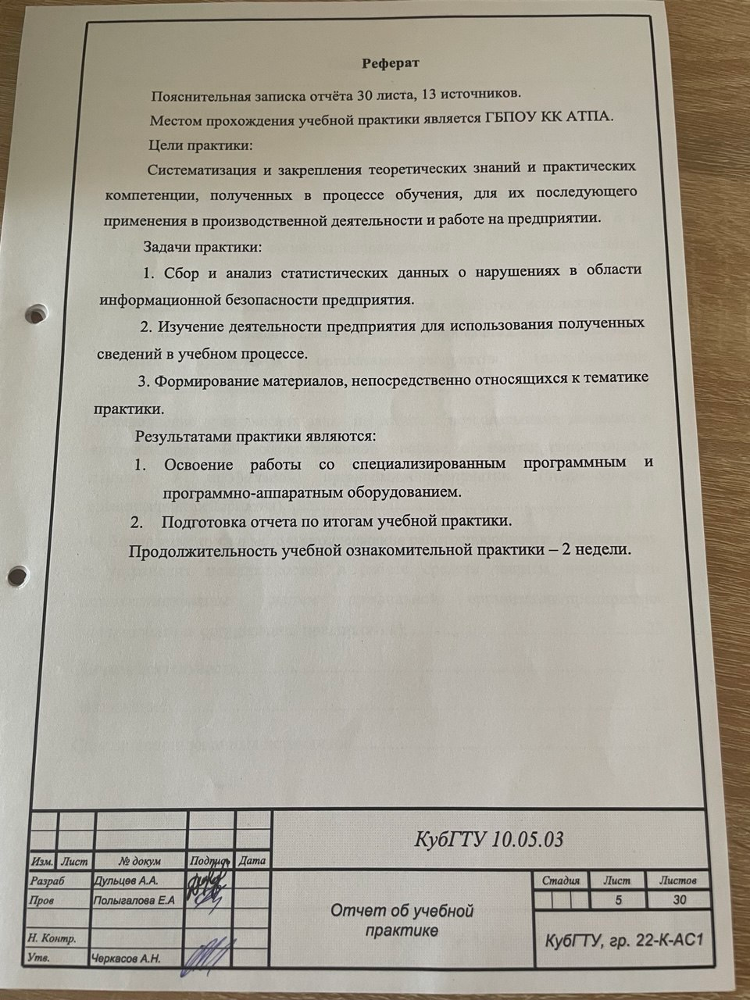 Реферат
Пояснительная записка отчёта 30 листа, 13 источников.
Местом прохождения учебной практики является ГБПОУ КК АТПА.
Цели практики:
Систематизация и закрепления теоретических знаний и практических
компетенции, полученных в процессе обучения, для их последующего
применения в производственной деятельности и работе на предприятии.
Задачи практики:
1. Сбор и анализ статистических данных о нарушениях в области
информационной безопасности предприятия.
2. Изучение деятельности предприятия для использования полученных
сведений в учебном процессе.
3. Формирование материалов, непосредственно относящихся к тематике
практики.
Результатами практики являются:
1. Освоение работы со специализированным программным и
программно-аппаратным оборудованием.
2. Подготовка отчета по итогам учебной практики.
Продолжительность учебной ознакомительной практики – 2 недели.
КубГТУ 10.05.03
Изм. Лист № докум Подпись Дата
Разраб Дульцев А.А.
Пров Полыгалова Е.А
Н. Контр.
Утв. Черкасов А.Н.
Отчет об учебной
практике
Стадия Лист Листов
5 30
КубГТУ, гр. 22-К-АС1